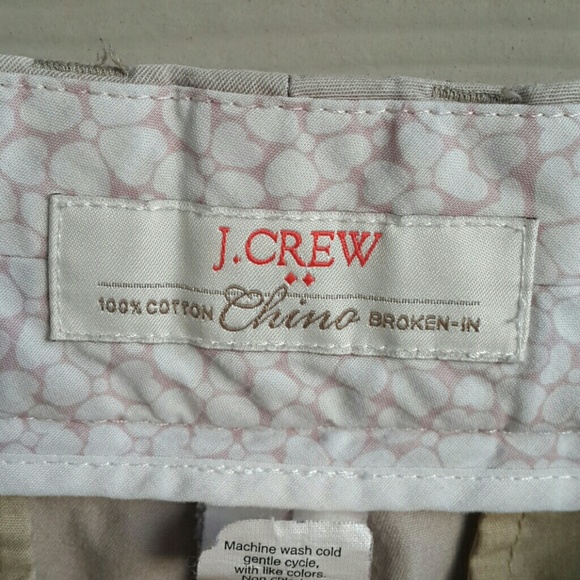 J.CREW
100% COTTON Chino BROKEN-IN
Machine wash cold
gentle cycle,
with like colors.